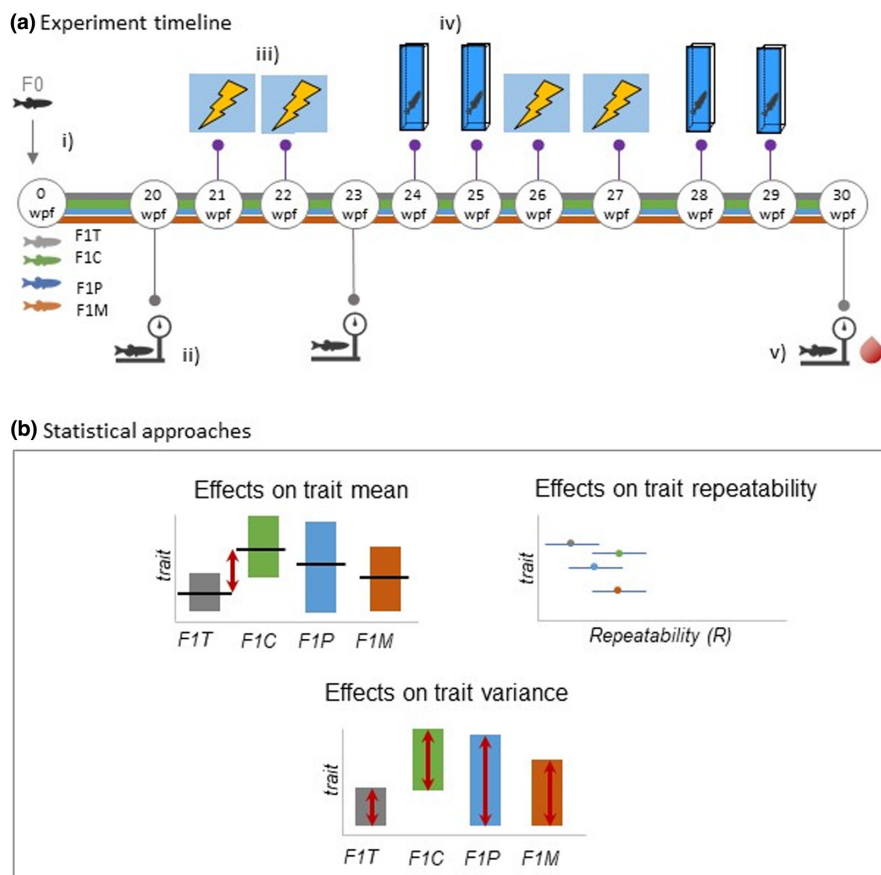 (a) Experiment timeline
iv)
iii)
F0
i)
0 wpf
20 wpf
21 wpf
22 wpf
23 wpf
24 wpf
25 wpf
26 wpf
27 wpf
28 wpf
29 wpf
30 wpf
F1T
F1C
F1P
F1M
ii)
v)
(b) Statistical approaches
Effects on trait mean
trait
F1T F1C F1P F1M
Effects on trait repeatability
trait
Repeatability (R)
Effects on trait variance
trait
F1T F1C F1P F1M